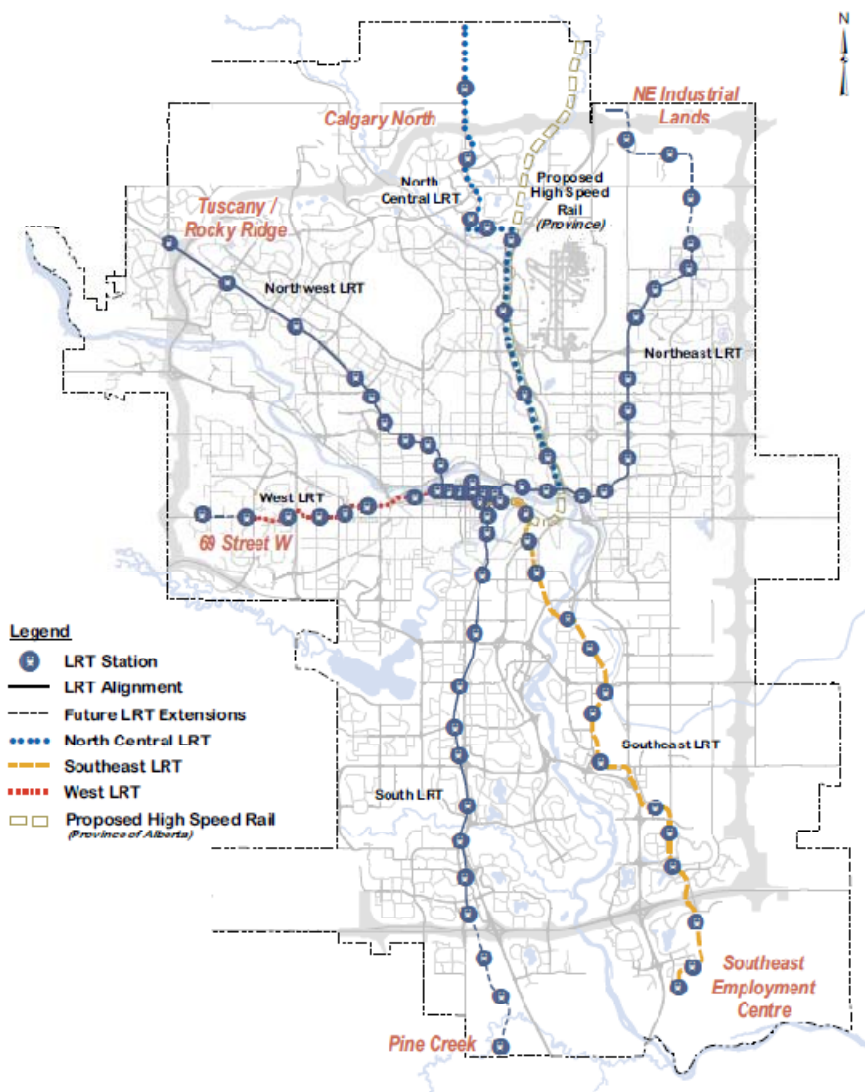 N
NE Industrial
Lands
Calgary North
North
Central LRT
Proposed
High Speed
Rail
(Province)
Tuscany /
Rocky Ridge
Northwest LRT
Northeast LRT
West LRT
69 Street W
Legend
LRT Station
LRT Alignment
Future LRT Extensions
North Central LRT
Southeast LRT
West LRT
Proposed High Speed Rail
(Province of Alberta)
Southeast LRT
South LRT
Southeast
Employment
Centre
Pine Creek